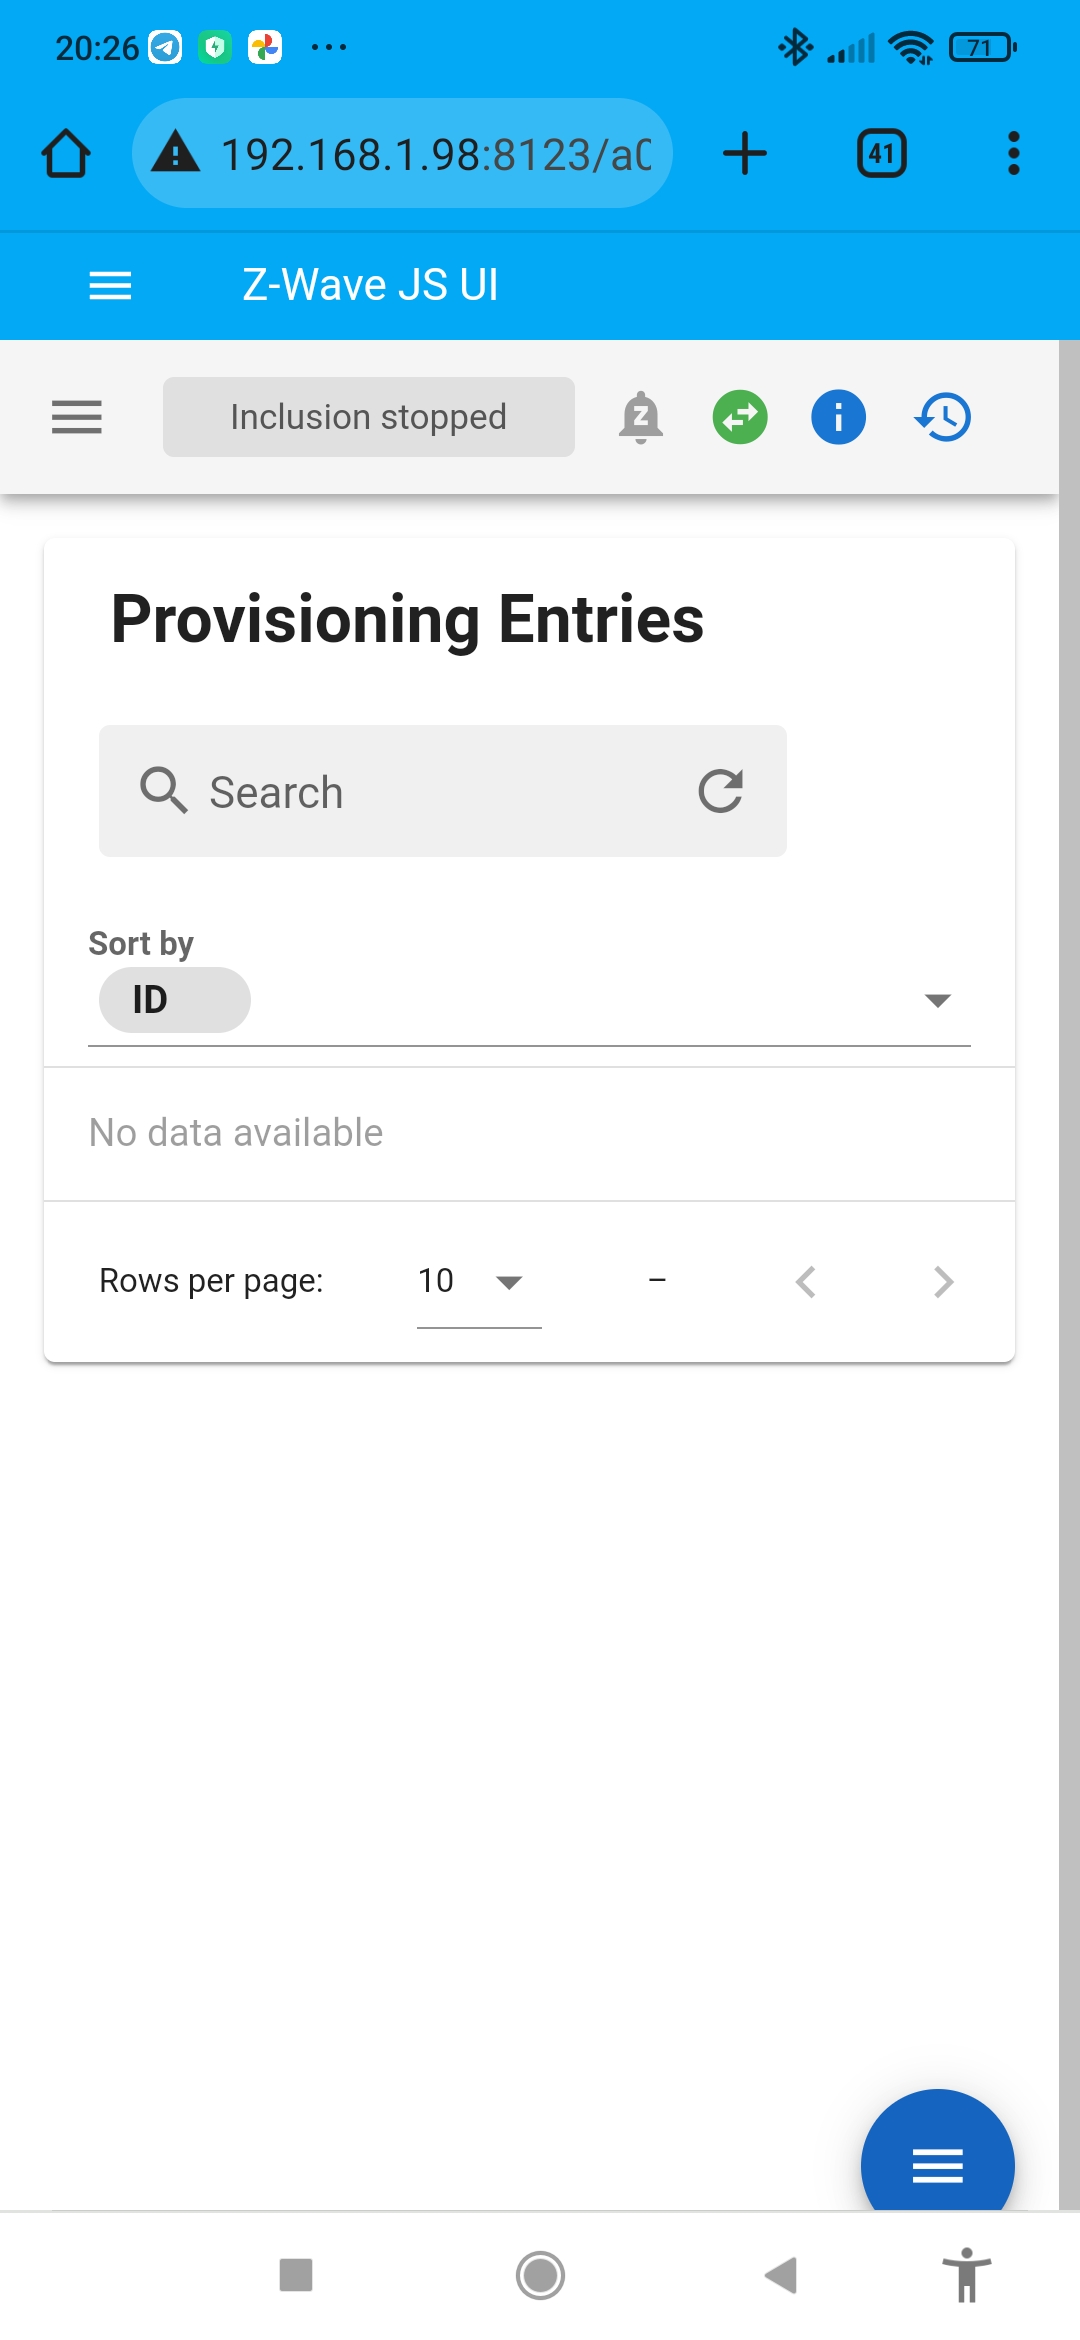 20:26
71
192.168.1.98:8123/a0
41
Z-Wave JS UI
Inclusion stopped
Provisioning Entries
Search
Sort by
ID
No data available
Rows per page: 10 –